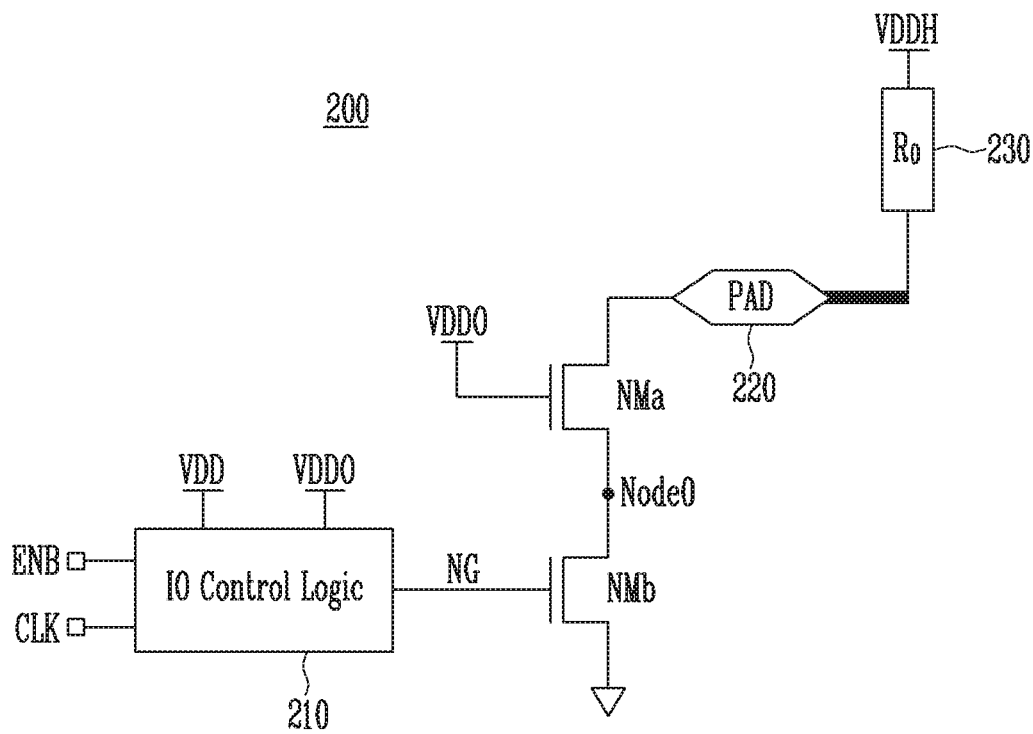 VDDH
200
R0
230
PAD
VDDO
220
NMa
VDD
VDDO
Node0
ENB
IO Control Logic
NG
NMb
CLK
210